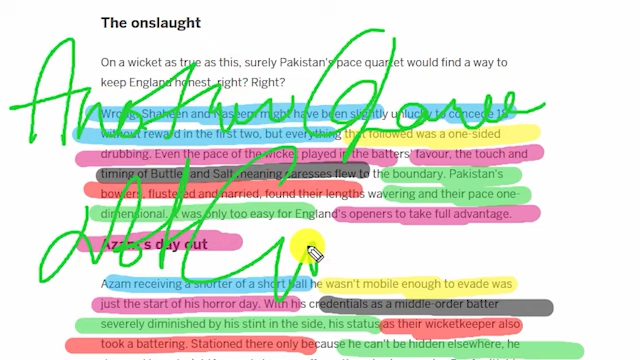 The onslaught
On a wicket as true as this, surely Pakistan's pace quartet would find a way to
keep England honest, right? Right?
Wrong. Shaheen and Naseem might have been slightly unlucky to concede 15
without reward in the first two, but everything that followed was a one-sided
drubbing. Even the pace of the wicket played in the batters' favour, the touch and
timing of Buttler and Salt meaning caresses flew to the boundary. Pakistan's
bowlers, flustered and harried, found their lengths wavering and their pace one-
dimensional. It was only too easy for England's openers to take full advantage.
Azam's day out
Azam receiving a shorter of a short ball he wasn't mobile enough to evade was
just the start of his horror day. With his credentials as a middle-order batter
severely diminished by his stint in the side, his status as their wicketkeeper also
took a battering. Stationed there only because he can't be hidden elsewhere, he